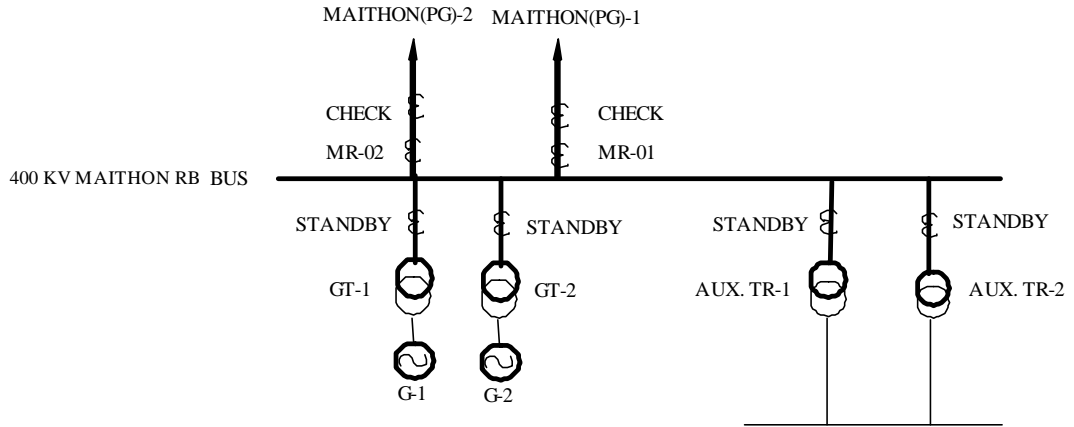 MAITHON(PG)-2
MAITHON(PG)-1
CHECK
CHECK
MR-02
MR-01
400 KV MAITHON RB BUS
STANDBY
STANDBY
STANDBY
STANDBY
GT-1
GT-2
AUX. TR-1
AUX. TR-2
G-1
G-2